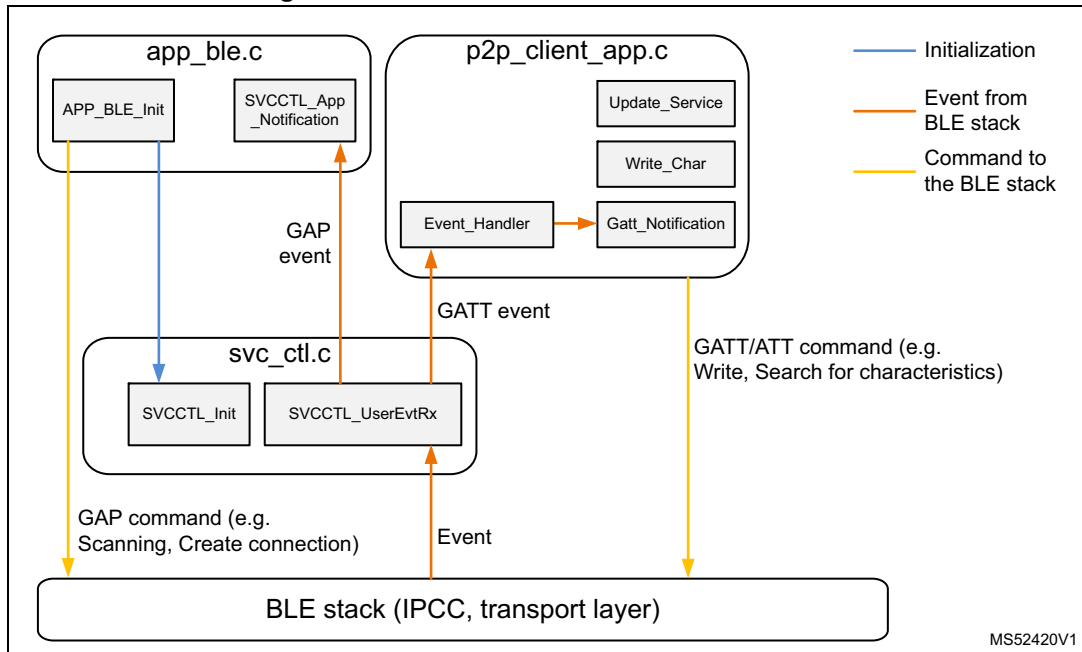 app_ble.c
APP_BLE_Init
SVCCTL_App
_Notification
p2p_client_app.c
Update_Service
Write_Char
Event_Handler
Gatt_Notification
Initialization
Event from
BLE stack
Command to
the BLE stack
GAP
event
GATT event
svc_ctl.c
SVCCTL_Init
SVCCTL_UserEvtRx
GATT/ATT command (e.g.
Write, Search for characteristics)
GAP command (e.g.
Scanning, Create connection)
Event
BLE stack (IPCC, transport layer)
MS52420V1